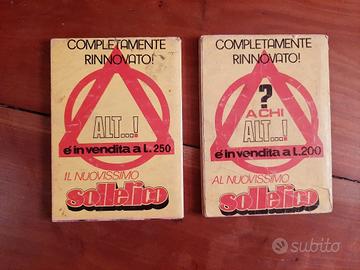 COMPLETAMENTE
RINNOVATO!
ALT...!
é in vendita a L. 250
IL NUOVISSIMO
solletico
COMPLETAMENTE
RINNOVATO!
?
A CHI
ALT...!
é in vendita a L.200
AL NUOVISSIMO
solletico
subito